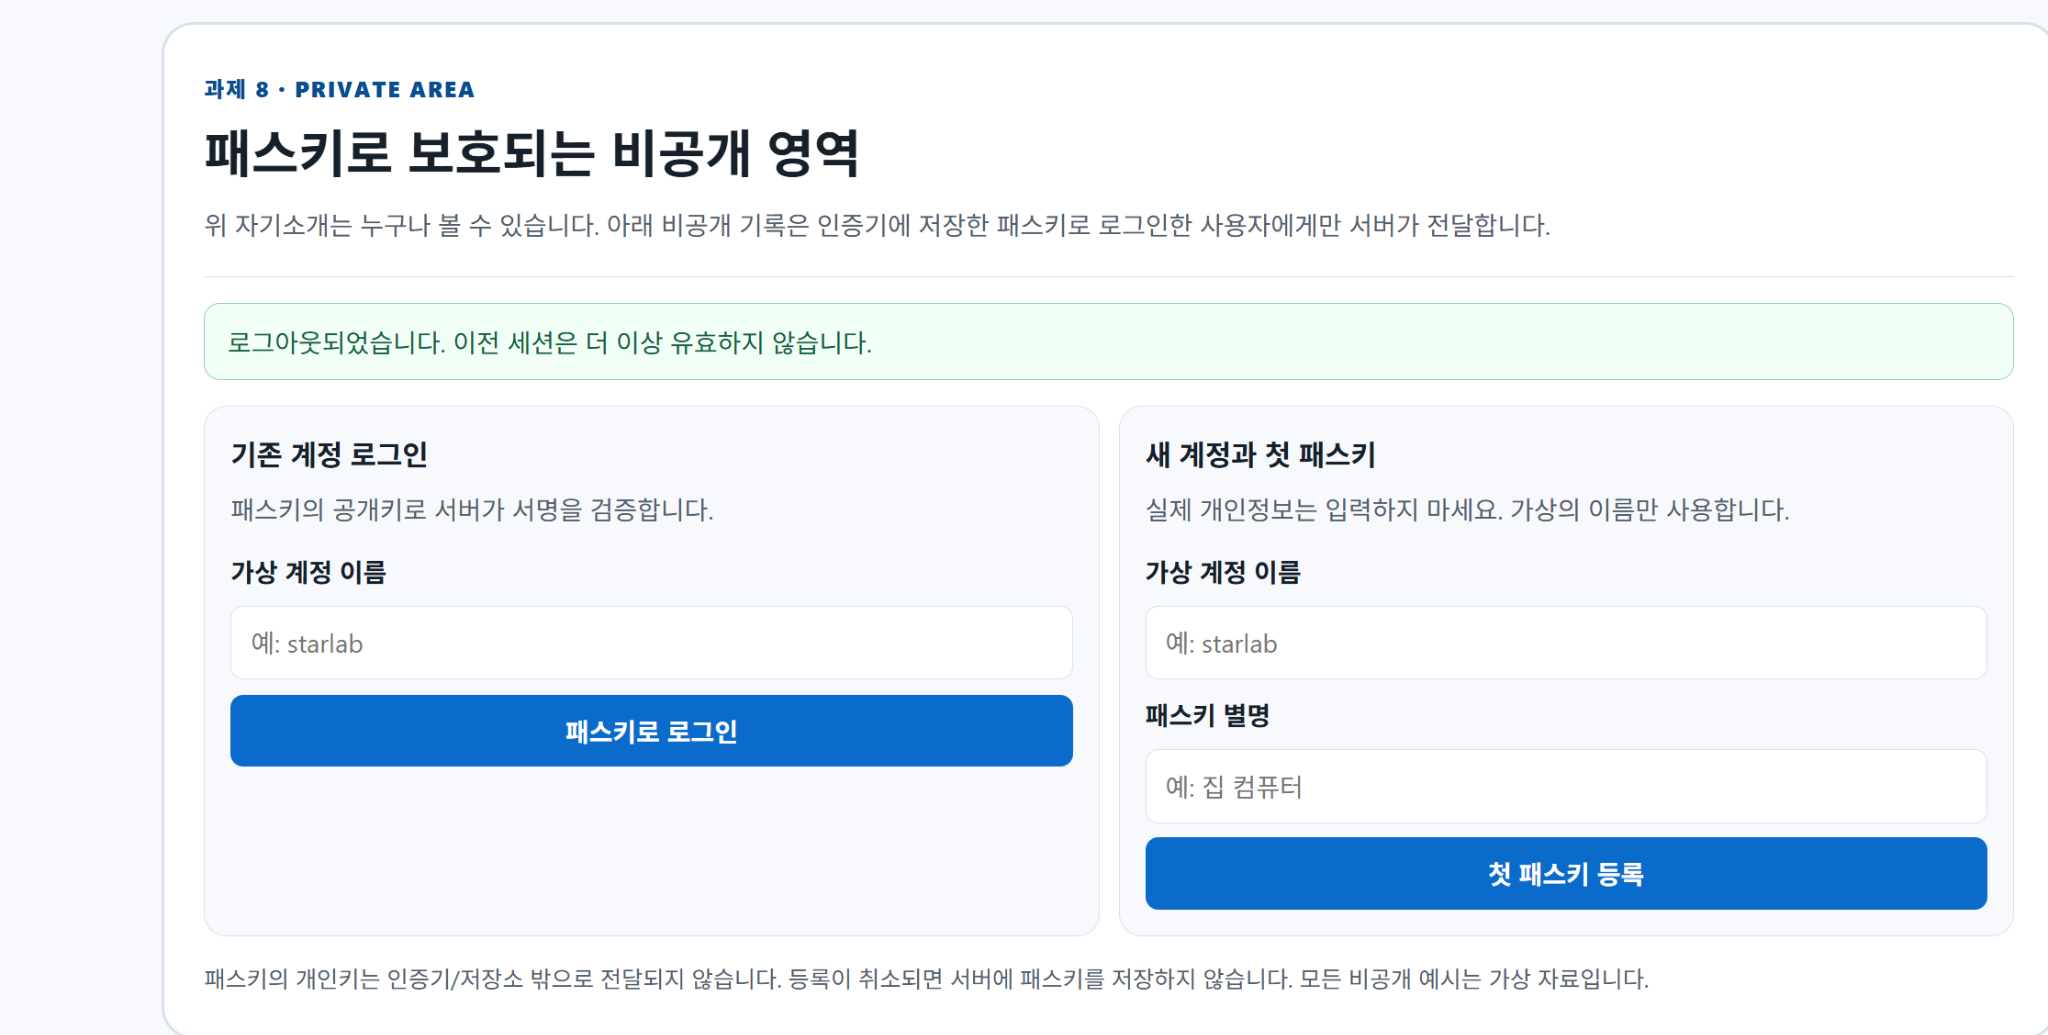 과제 8 · PRIVATE AREA
패스키로 보호되는 비공개 영역
위 자기소개는 누구나 볼 수 있습니다. 아래 비공개 기록은 인증기에 저장한 패스키로 로그인한 사용자에게만 서버가 전달합니다.
로그아웃되었습니다. 이전 세션은 더 이상 유효하지 않습니다.
기존 계정 로그인
패스키의 공개키로 서버가 서명을 검증합니다.
가상 계정 이름
예: starlab
패스키로 로그인
새 계정과 첫 패스키
실제 개인정보는 입력하지 마세요. 가상의 이름만 사용합니다.
가상 계정 이름
예: starlab
패스키 별명
예: 집 컴퓨터
첫 패스키 등록
패스키의 개인키는 인증기/저장소 밖으로 전달되지 않습니다. 등록이 취소되면 서버에 패스키를 저장하지 않습니다. 모든 비공개 예시는 가상 자료입니다.